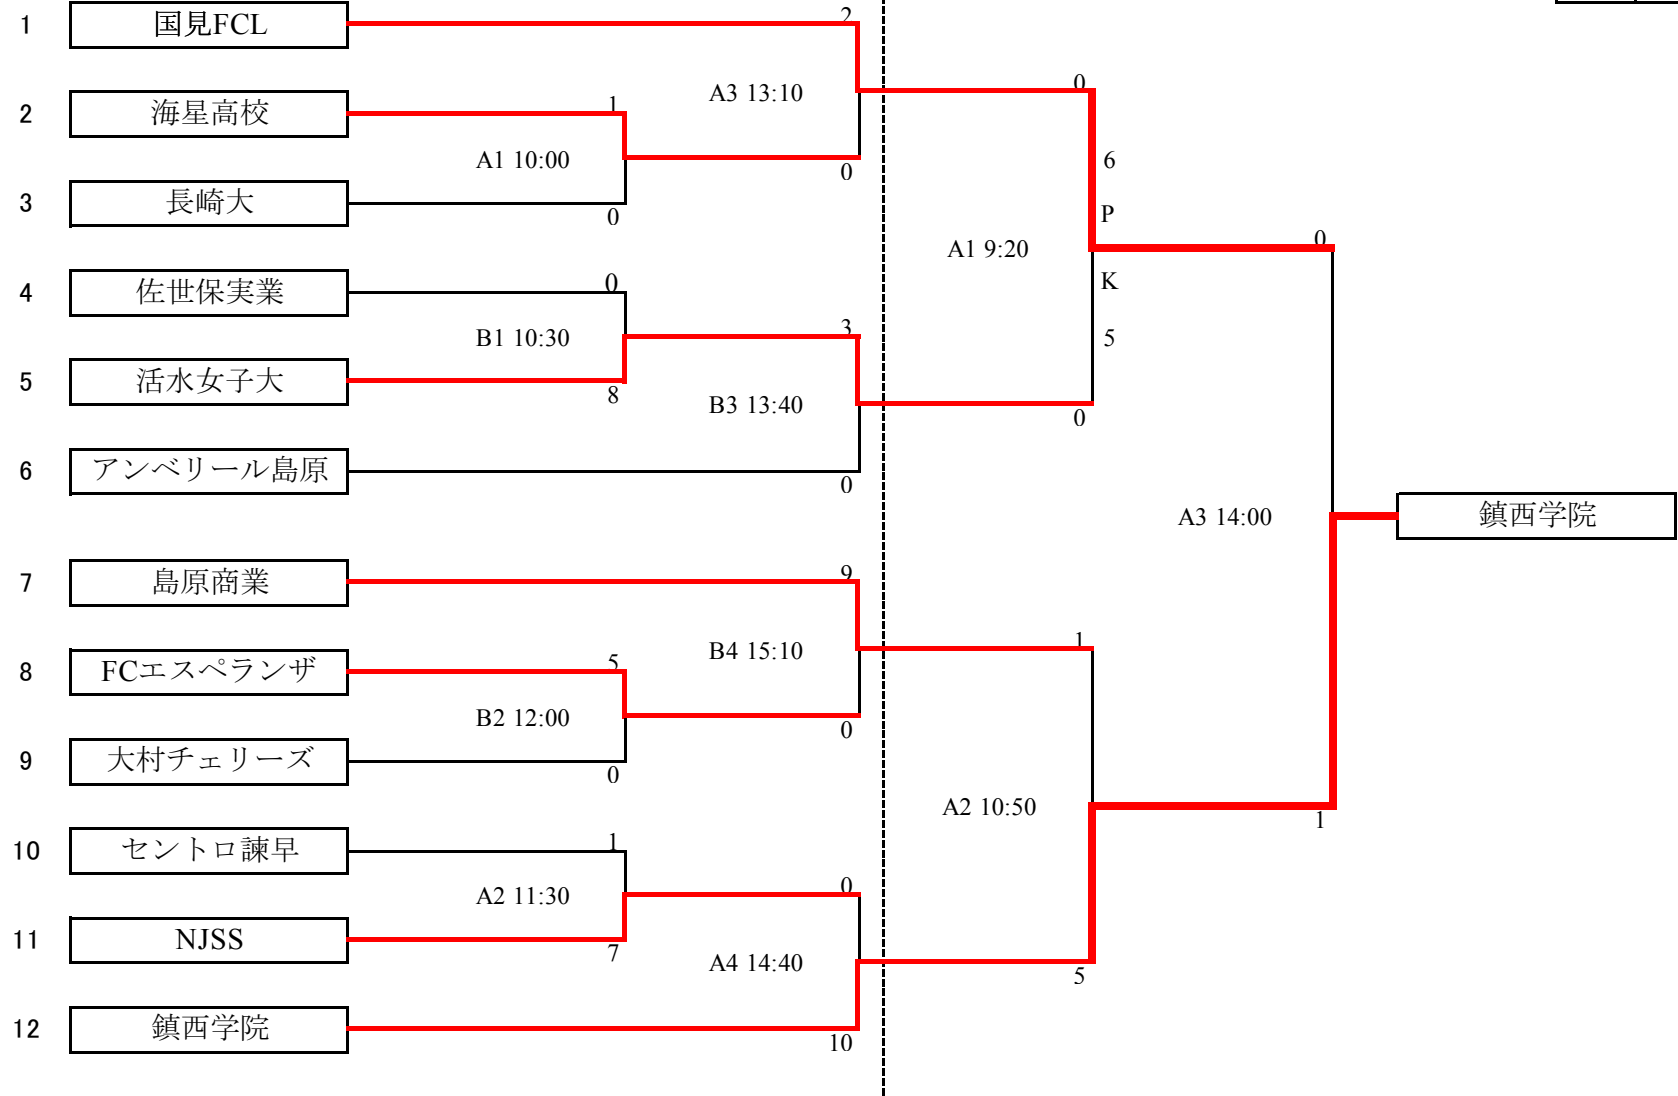 1 国見FCL 2
A3 13:10 0
2 海星高校 1
A1 10:00 0 6
3 長崎大 0 P
A1 9:20 0
4 佐世保実業 0 K
B1 10:30 3 5
5 活水女子大 8
B3 13:40 0
6 アンベリール島原 0
A3 14:00 鎮西学院
7 島原商業 9
B4 15:10 1
8 FCエスペランザ 5
B2 12:00 0
9 大村チェリーズ 0
A2 10:50 1
10 セントロ諫早 1
A2 11:30 0
11 NJSS 7
A4 14:40 5
12 鎮西学院 10